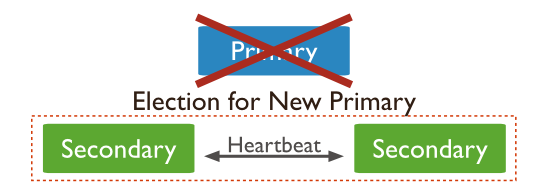 Primary
Election for New Primary
Secondary
Heartbeat
Secondary